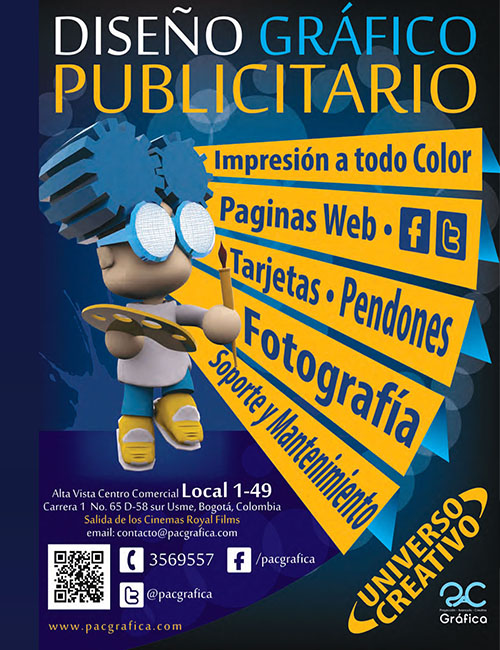 DISEÑO GRÁFICO
PUBLICITARIO
Impresión a todo Color
Paginas Web •
Tarjetas • Pendones
Fotografía
Soporte y Mantenimiento
Alta Vista Centro Comercial Local 1-49
Carrera 1 No. 65 D-58 sur Usme, Bogotá, Colombia
Salida de los Cinemas Royal Films
email: contacto@pacgrafica.com
3569557
/pacgrafica
@pacgrafica
www.pacgrafica.com
UNIVERSO
CREATIVO
Gráfica